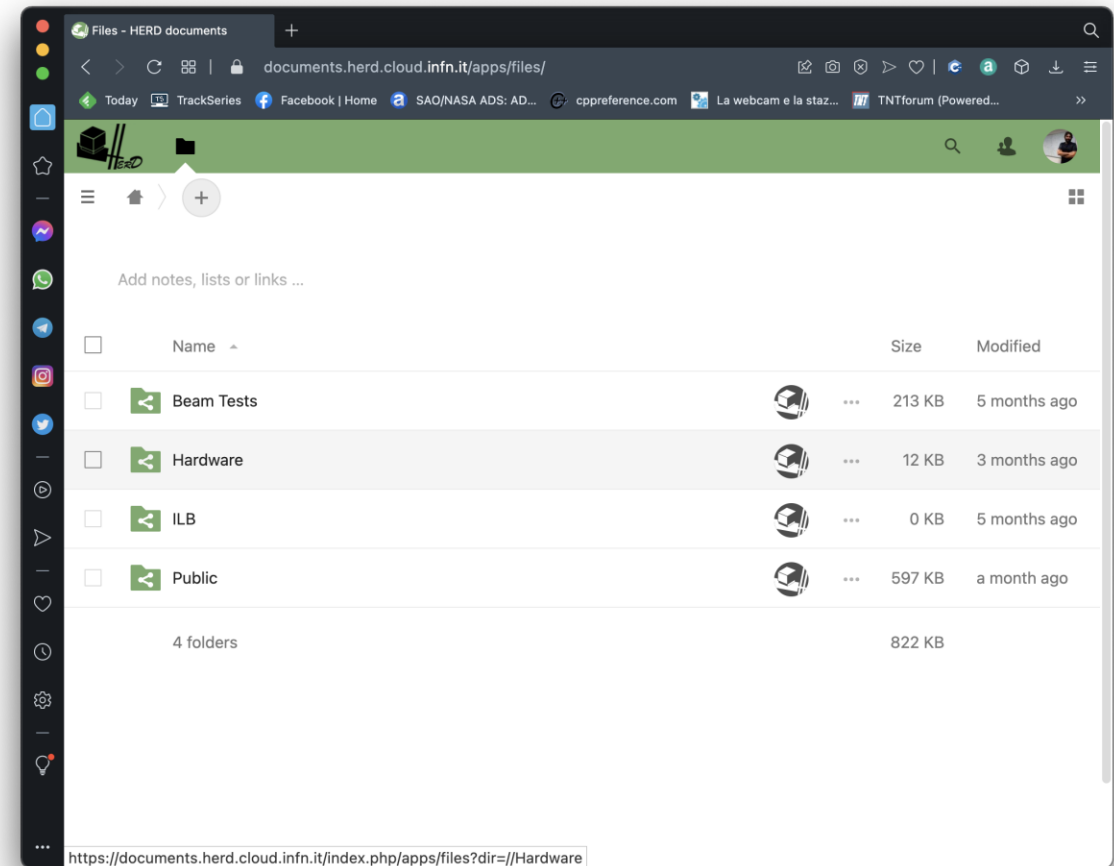 Files - HERD documents
documents.herd.cloud.infn.it/apps/files/
Today TS TrackSeries Facebook | Home SAO/NASA ADS: AD... cppreference.com La webcam e la staz... TNTforum (Powered... >>
HERD
Add notes, lists or links ...
Name Size Modified
Beam Tests ... 213 KB 5 months ago
Hardware ... 12 KB 3 months ago
ILB ... 0 KB 5 months ago
Public ... 597 KB a month ago
4 folders 822 KB
https://documents.herd.cloud.infn.it/index.php/apps/files?dir=//Hardware